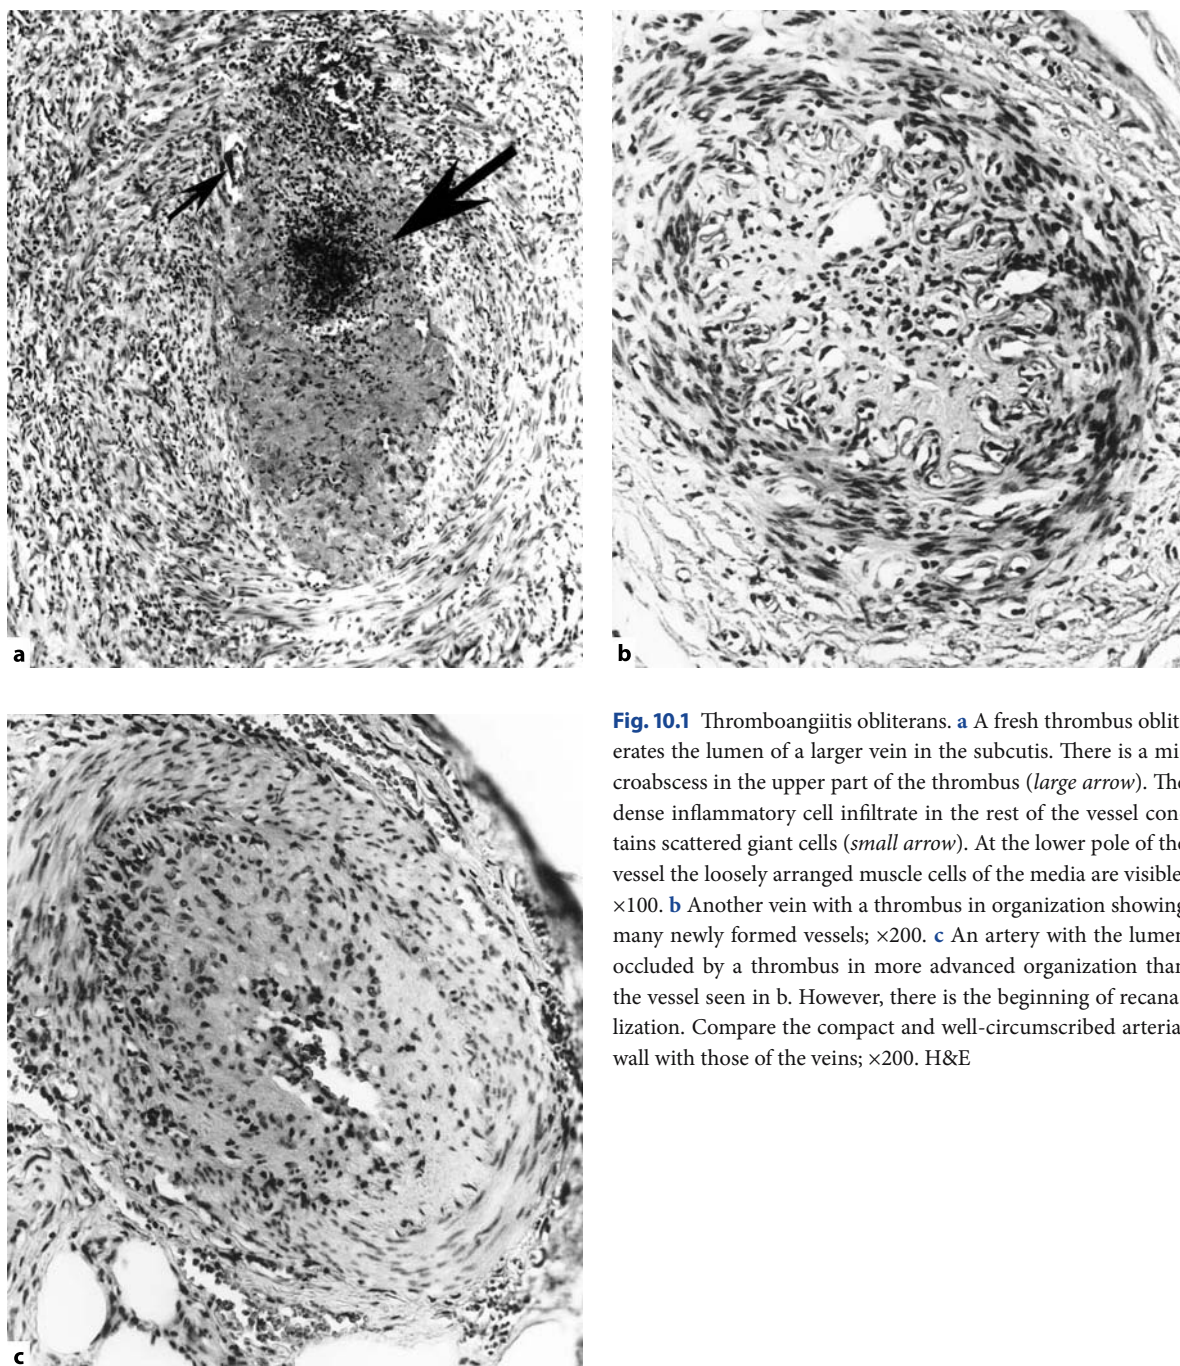 a
b
c
Fig. 10.1 Thromboangiitis obliterans. a A fresh thrombus oblit
erates the lumen of a larger vein in the subcutis. There is a mi
croabscess in the upper part of the thrombus (large arrow). The
dense inflammatory cell infiltrate in the rest of the vessel con
tains scattered giant cells (small arrow). At the lower pole of the
vessel the loosely arranged muscle cells of the media are visible
×100. b Another vein with a thrombus in organization showing
many newly formed vessels; ×200. c An artery with the lumen
occluded by a thrombus in more advanced organization than
the vessel seen in b. However, there is the beginning of recana
lization. Compare the compact and well-circumscribed arteria
wall with those of the veins; ×200. H&E